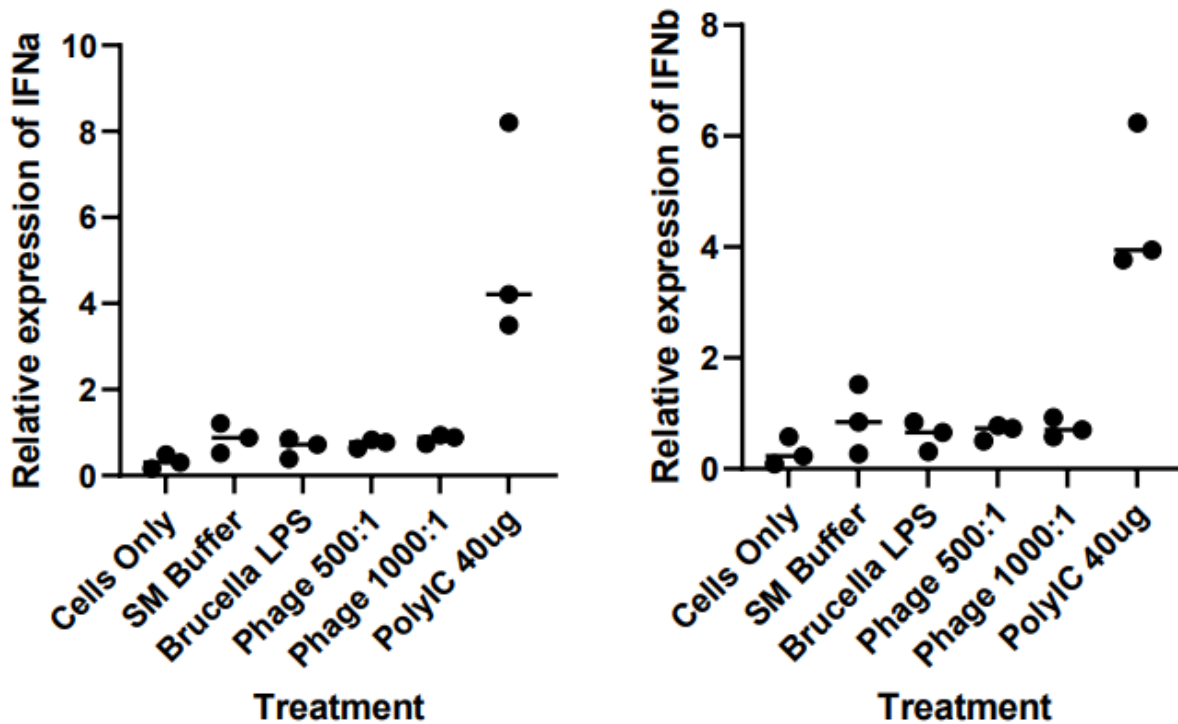 Relative expression of IFNa
10
8
6
4
2
0
Cells Only
SM Buffer
Brucella LPS
Phage 500:1
Phage 1000:1
PolyIC 40ug
Treatment
Relative expression of IFNb
8
6
4
2
0
Cells Only
SM Buffer
Brucella LPS
Phage 500:1
Phage 1000:1
PolyIC 40ug
Treatment